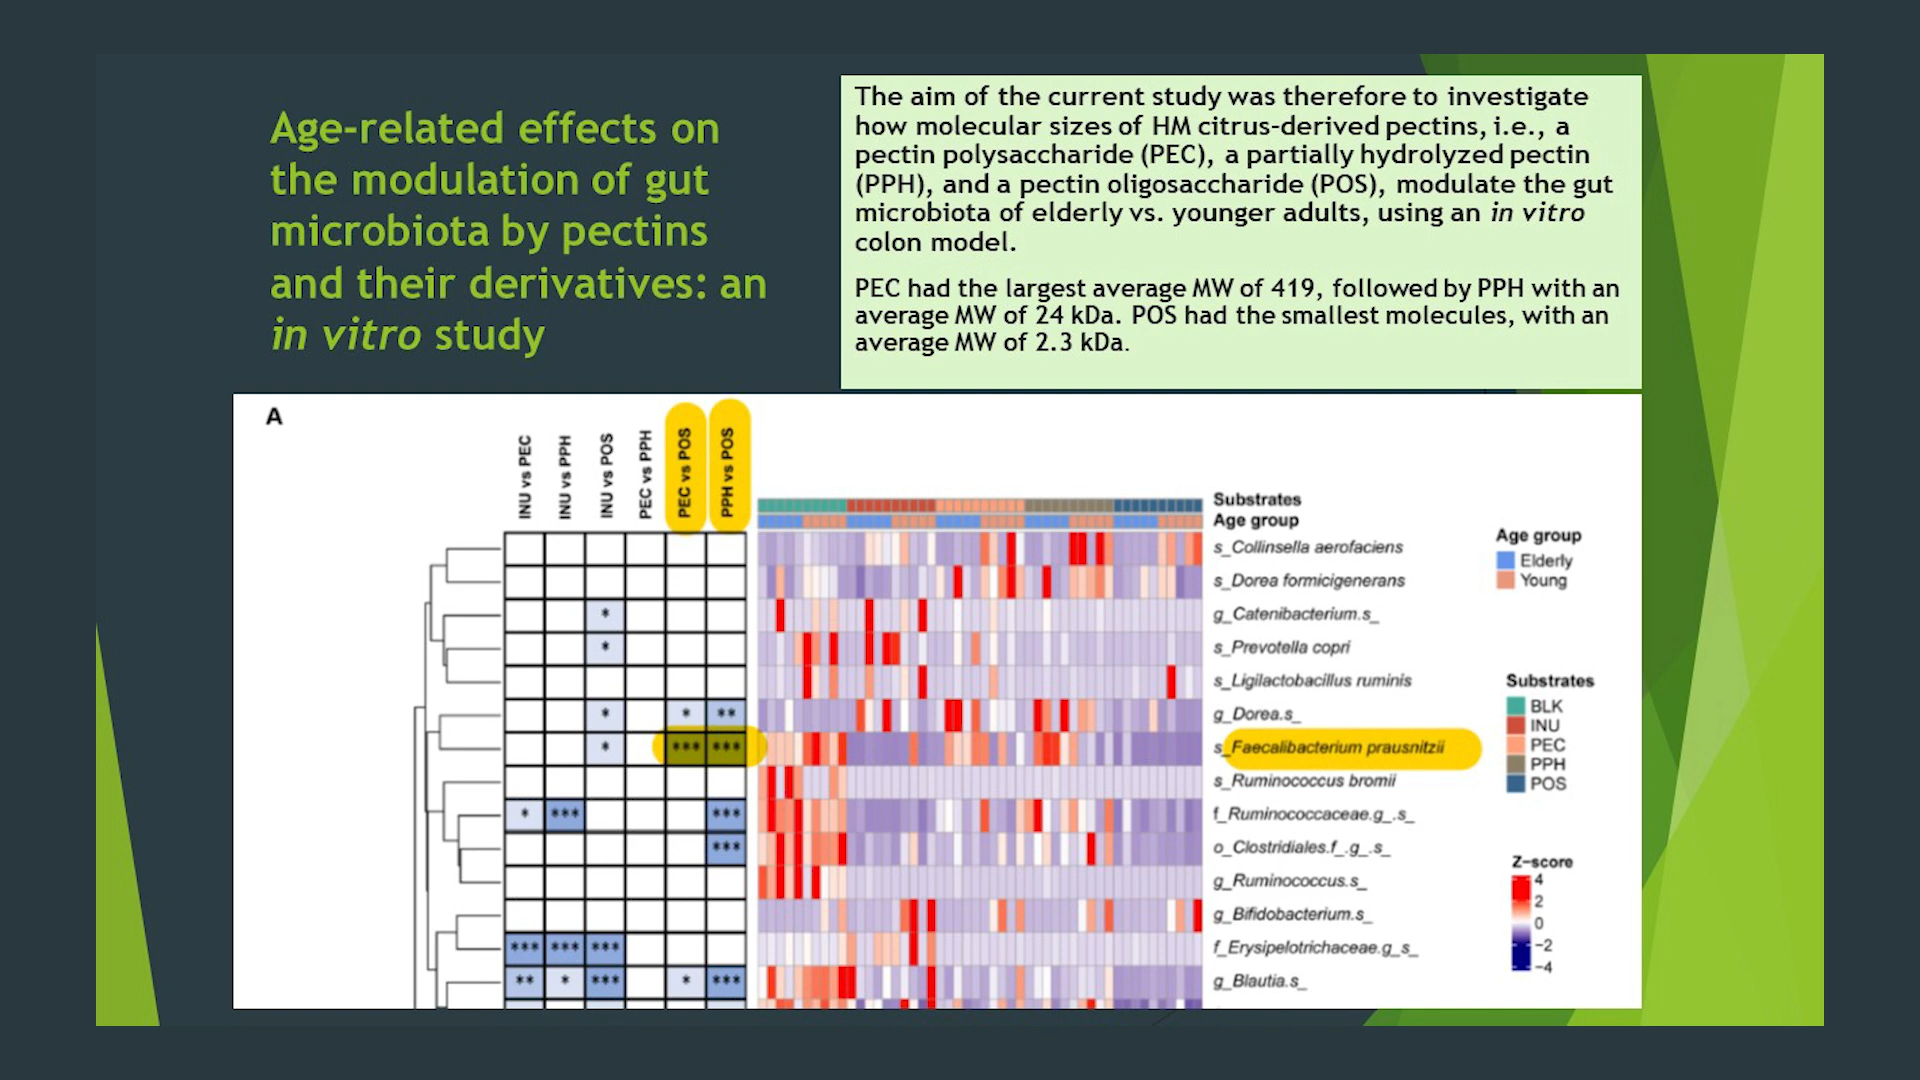 Age-related effects on
the modulation of gut
microbiota by pectins
and their derivatives: an
in vitro study
The aim of the current study was therefore to investigate
how molecular sizes of HM citrus-derived pectins, i.e., a
pectin polysaccharide (PEC), a partially hydrolyzed pectin
(PPH), and a pectin oligosaccharide (POS), modulate the gut
microbiota of elderly vs. younger adults, using an in vitro
colon model.
PEC had the largest average MW of 419, followed by PPH with an
average MW of 24 kDa. POS had the smallest molecules, with an
average MW of 2.3 kDa.
A
INU vs PEC
INU vs PPH
INU vs POS
PEC vs PPH
PEC vs POS
PPH vs POS
Substrates
Age group
s_Collinsella aerofaciens
s_Dorea formicigenerans
* g_Catenibacterium.s_
* s_Prevotella copri
s_Ligilactobacillus ruminis
* * ** g_Dorea.s_
* *** *** s_Faecalibacterium prausnitzii
s_Ruminococcus bromii
* *** *** f_Ruminococcaceae.g_.s_
*** o_Clostridiales.f_.g_.s_
g_Ruminococcus.s_
g_Bifidobacterium.s_
*** *** *** f_Erysipelotrichaceae.g_s_
** * *** * *** g_Blautia.s_
Age group
Elderly
Young
Substrates
BLK
INU
PEC
PPH
POS
Z-score
4
2
0
-2
-4